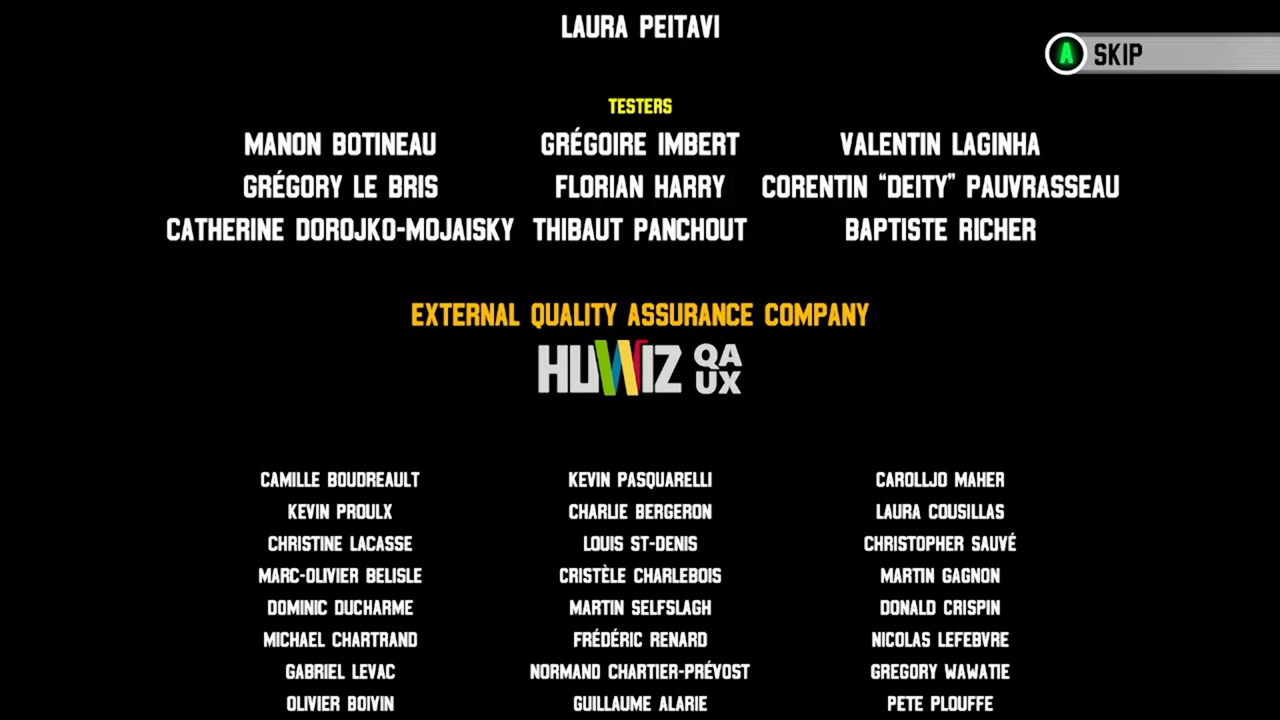 LAURA PEITAVI
A SKIP
TESTERS
MANON BOTINEAU GRÉGOIRE IMBERT VALENTIN LAGINHA
GRÉGORY LE BRIS FLORIAN HARRY CORENTIN “DEITY” PAUVRASSEAU
CATHERINE DOROJKO-MOJAISKY THIBAUT PANCHOUT BAPTISTE RICHER
EXTERNAL QUALITY ASSURANCE COMPANY
HUWIZ QA UX
CAMILLE BOUDREAULT KEVIN PASQUARELLI CAROLLJO MAHER
KEVIN PROULX CHARLIE BERGERON LAURA COUSILLAS
CHRISTINE LACASSE LOUIS ST-DENIS CHRISTOPHER SAUVÉ
MARC-OLIVIER BELISLE CRISTÈLE CHARLEBOIS MARTIN GAGNON
DOMINIC DUCHARME MARTIN SELFSLAGH DONALD CRISPIN
MICHAEL CHARTRAND FRÉDÉRIC RENARD NICOLAS LEFEBVRE
GABRIEL LEVAC NORMAND CHARTIER-PRÉVOST GREGORY WAWATIE
OLIVIER BOIVIN GUILLAUME ALARIE PETE PLOUFFE